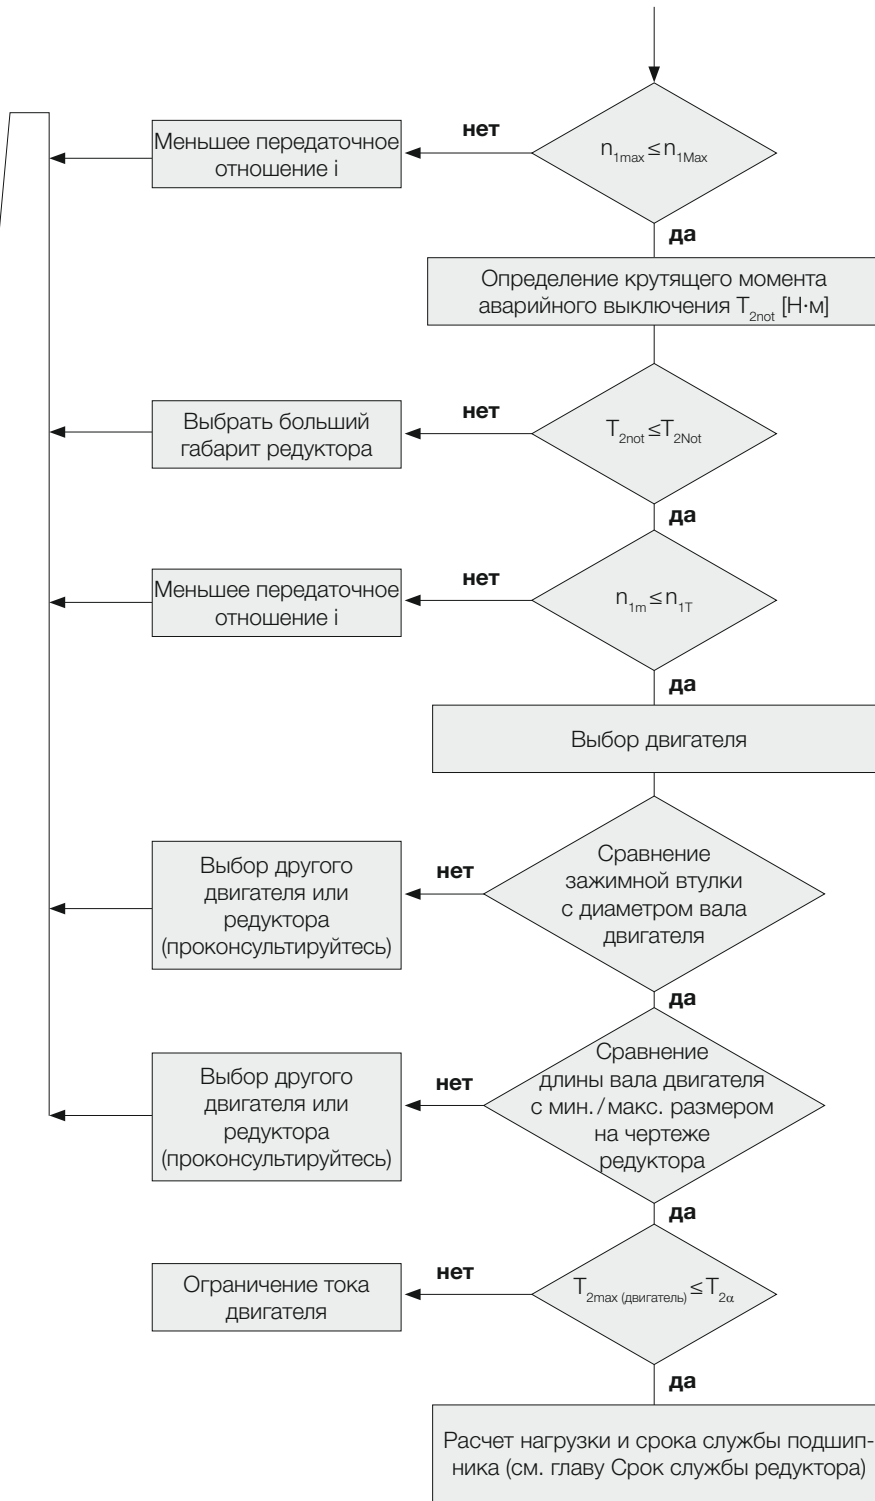 n1max ≤ n1Max
нет
Меньшее передаточное
отношение i
да
Определение крутящего момента
аварийного выключения T2not [Н·м]
T2not ≤ T2Not
нет
Выбрать больший
габарит редуктора
да
n1m ≤ n1T
нет
Меньшее передаточное
отношение i
да
Выбор двигателя
Сравнение
зажимной втулки
с диаметром вала
двигателя
нет
Выбор другого
двигателя или
редуктора
(проконсультируйтесь)
да
Сравнение
длины вала двигателя
с мин./макс. размером
на чертеже
редуктора
нет
Выбор другого
двигателя или
редуктора
(проконсультируйтесь)
да
T2max (двигатель) ≤ T2α
нет
Ограничение тока
двигателя
да
Расчет нагрузки и срока службы подшип-
ника (см. главу Срок службы редуктора)